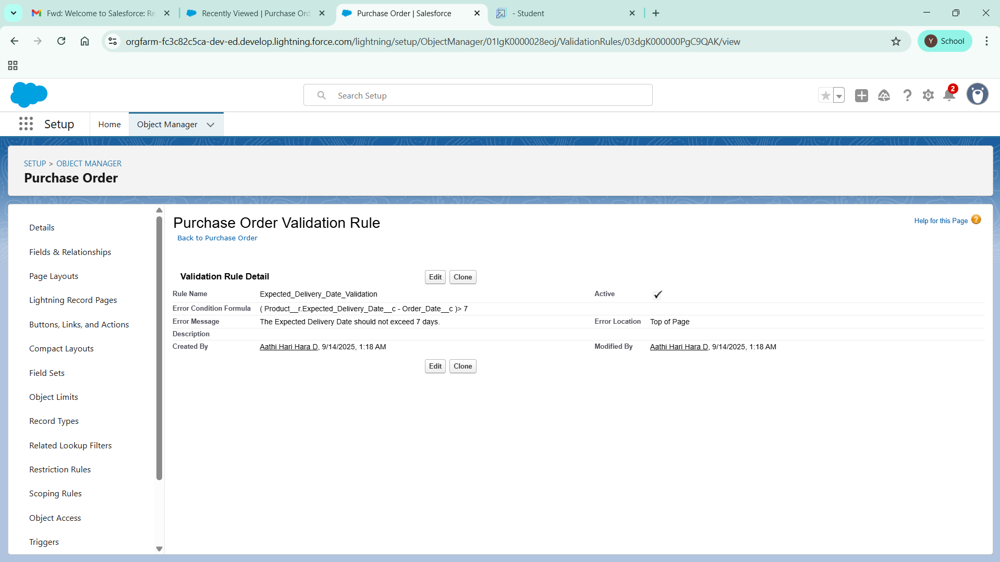 Fwd: Welcome to Salesforce: Re
Recently Viewed | Purchase Ord
Purchase Order | Salesforce
- Student
orgfarm-fc3c82c5ca-dev-ed.develop.lightning.force.com/lightning/setup/ObjectManager/01IgK0000028eoj/ValidationRules/03dgK000000PgC9QAK/view
Y School
Search Setup
2
Setup Home Object Manager
SETUP > OBJECT MANAGER
Purchase Order
Details
Fields & Relationships
Page Layouts
Lightning Record Pages
Buttons, Links, and Actions
Compact Layouts
Field Sets
Object Limits
Record Types
Related Lookup Filters
Restriction Rules
Scoping Rules
Object Access
Triggers
Purchase Order Validation Rule
Help for this Page ?
Back to Purchase Order
Validation Rule Detail Edit Clone
Rule Name Expected_Delivery_Date_Validation Active
Error Condition Formula ( Product__r.Expected_Delivery_Date__c - Order_Date__c )> 7
Error Message The Expected Delivery Date should not exceed 7 days. Error Location Top of Page
Description
Created By Aathi Hari Hara D, 9/14/2025, 1:18 AM Modified By Aathi Hari Hara D, 9/14/2025, 1:18 AM
Edit Clone